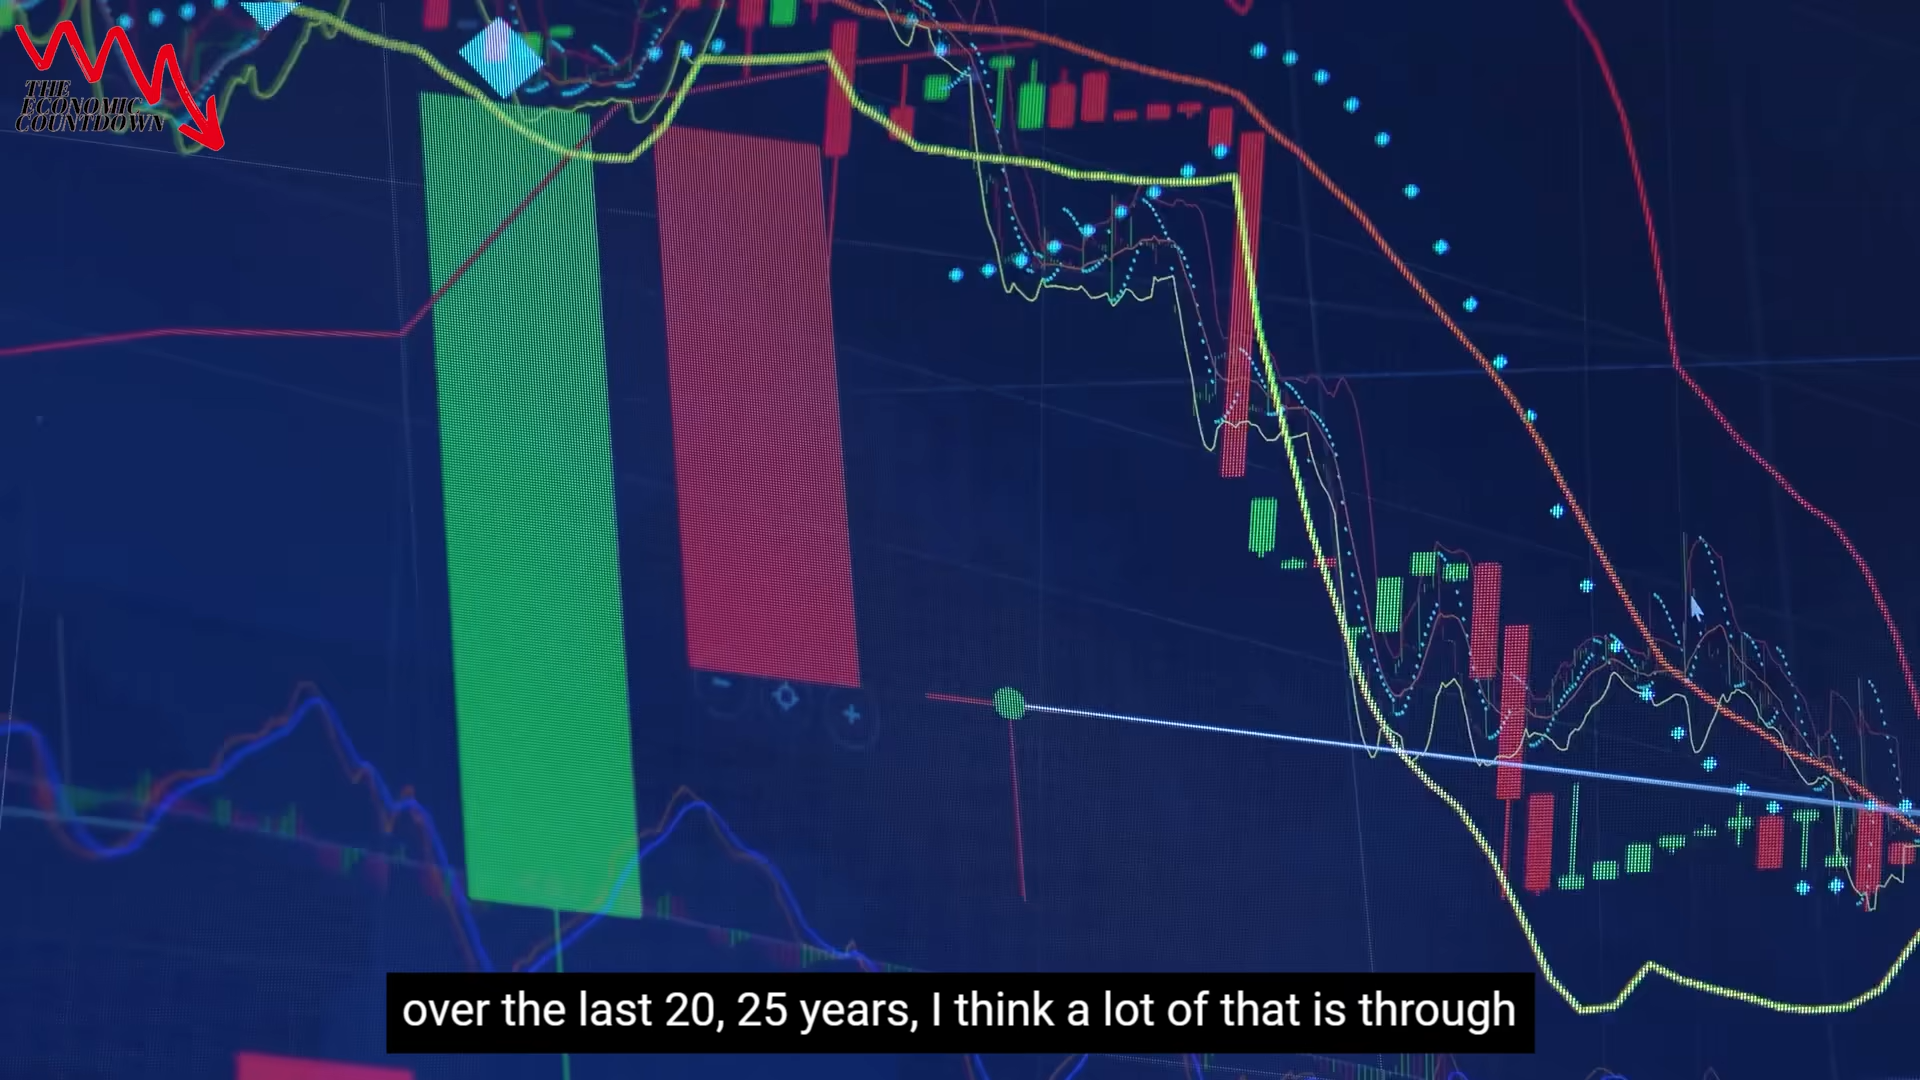 THE
ECONOMIC
COUNTDOWN
over the last 20, 25 years, I think a lot of that is through